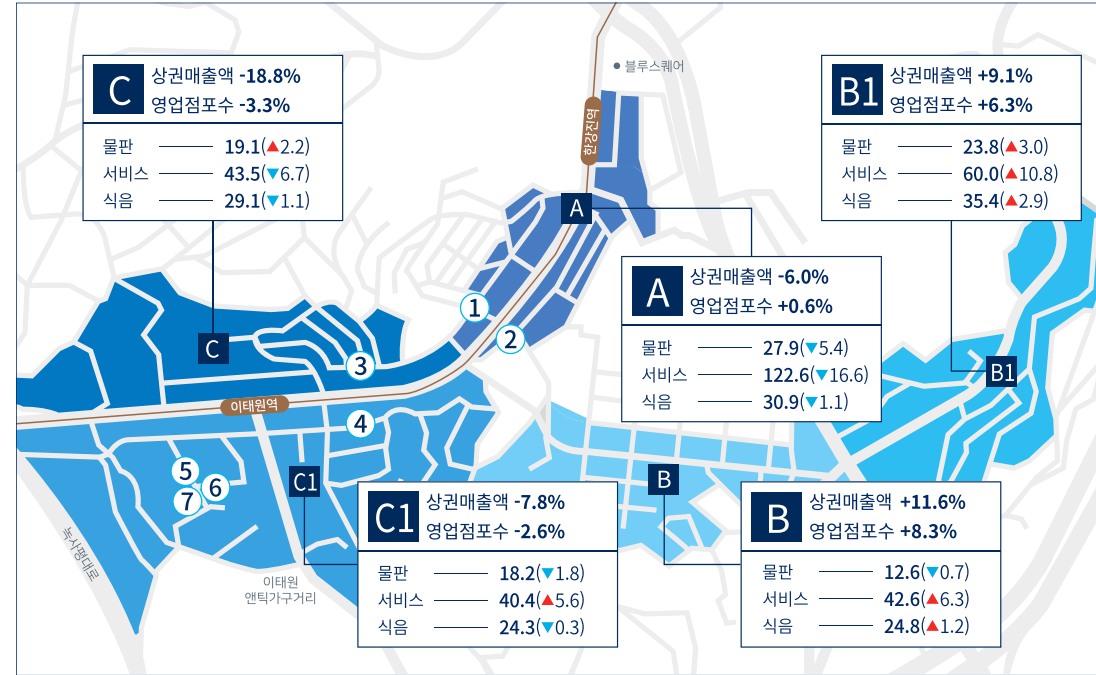 C
상권매출액 -18.8%
영업점포수 -3.3%
물판 19.1(▲2.2)
서비스 43.5(▼6.7)
식음 29.1(▼1.1)
블루스퀘어
한강진역
B1
상권매출액 +9.1%
영업점포수 +6.3%
물판 23.8(▲3.0)
서비스 60.0(▲10.8)
식음 35.4(▲2.9)
A
A
상권매출액 -6.0%
영업점포수 +0.6%
물판 27.9(▼5.4)
서비스 122.6(▼16.6)
식음 30.9(▼1.1)
1
2
C
3
B1
이태원역
4
5
6
7
C1
B
C1
상권매출액 -7.8%
영업점포수 -2.6%
물판 18.2(▼1.8)
서비스 40.4(▲5.6)
식음 24.3(▼0.3)
B
상권매출액 +11.6%
영업점포수 +8.3%
물판 12.6(▼0.7)
서비스 42.6(▲6.3)
식음 24.8(▲1.2)
녹사평대로
이태원
앤틱가구거리